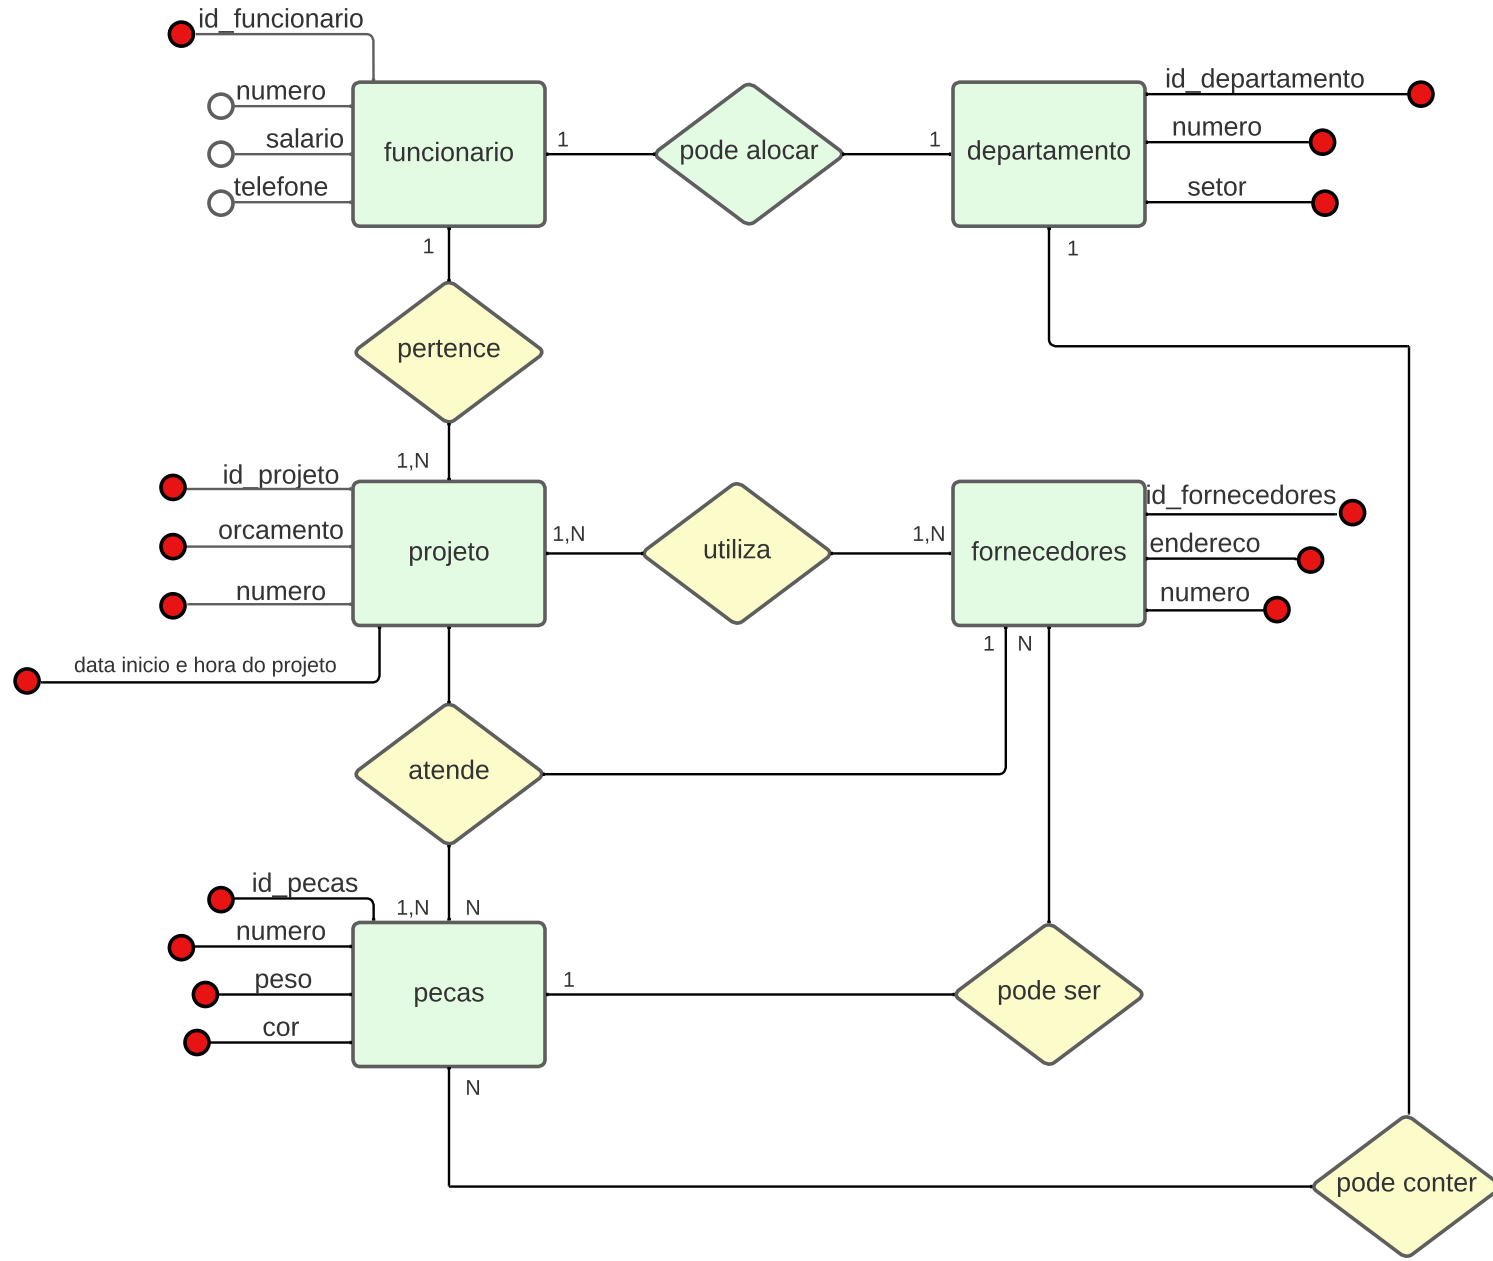 id_funcionario
numero
salario
telefone
funcionario
1
pode alocar
1
departamento
id_departamento
numero
setor
1
1
pertence
1,N
id_projeto
orcamento
numero
data inicio e hora do projeto
projeto
1,N
utiliza
1,N
fornecedores
id_fornecedores
endereco
numero
1
N
atende
1,N
N
id_pecas
numero
peso
cor
pecas
1
pode ser
N
pode conter